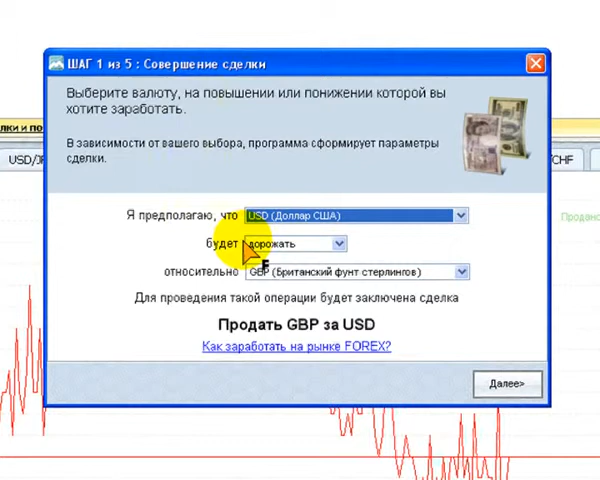 ШАГ 1 из 5 : Совершение сделки
Выберите валюту, на повышении или понижении которой вы
хотите заработать.
В зависимости от вашего выбора, программа сформирует параметры
сделки.
USD/JP
/CHF
Я предполагаю, что USD (Доллар США)
Продано
будет дорожать
относительно GBP (Британский фунт стерлингов)
Для проведения такой операции будет заключена сделка
Продать GBP за USD
Как заработать на рынке FOREX?
Далее>